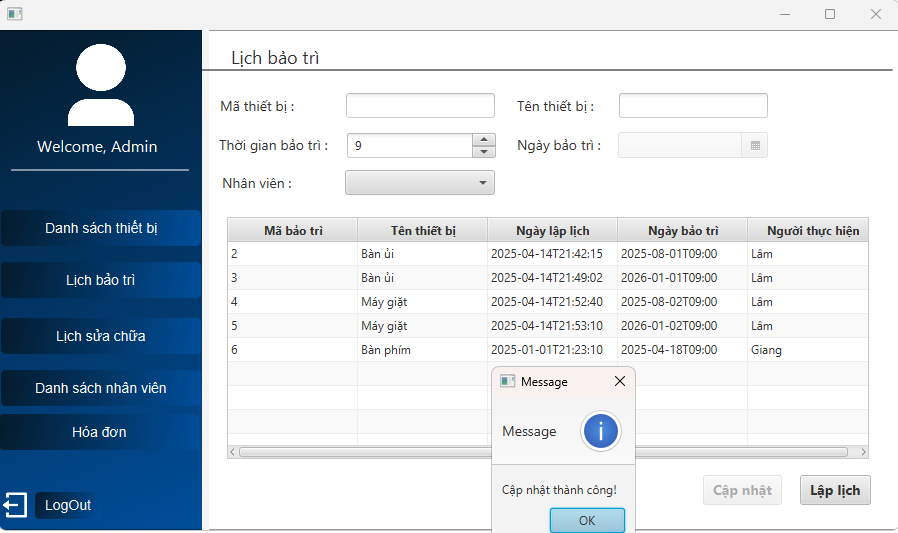 Welcome, Admin
Danh sách thiết bị
Lịch bảo trì
Lịch sửa chữa
Danh sách nhân viên
Hóa đơn
LogOut
Lịch bảo trì
Mã thiết bị : Tên thiết bị :
Thời gian bảo trì : 9 Ngày bảo trì :
Nhân viên :
Mã bảo trì Tên thiết bị Ngày lập lịch Ngày bảo trì Người thực hiện
2 Bàn ủi 2025-04-14T21:42:15 2025-08-01T09:00 Lâm
3 Bàn ủi 2025-04-14T21:49:02 2026-01-01T09:00 Lâm
4 Máy giặt 2025-04-14T21:52:40 2025-08-02T09:00 Lâm
5 Máy giặt 2025-04-14T21:53:10 2026-01-02T09:00 Lâm
6 Bàn phím 2025-01-01T21:23:10 2025-04-18T09:00 Giang
Message
Message
Cập nhật thành công!
OK
Cập nhật Lập lịch